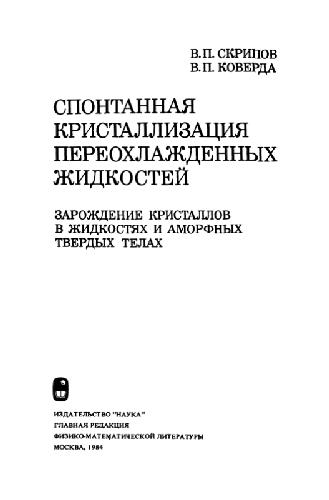 В.П. СКРИПОВ
В.П. КОВЕРДА
СПОНТАННАЯ
КРИСТАЛЛИЗАЦИЯ
ПЕРЕОХЛАЖДЕННЫХ
ЖИДКОСТЕЙ
ЗАРОЖДЕНИЕ КРИСТАЛЛОВ
В ЖИДКОСТЯХ И АМОРФНЫХ
ТВЕРДЫХ ТЕЛАХ
ИЗДАТЕЛЬСТВО "НАУКА"
ГЛАВНАЯ РЕДАКЦИЯ
ФИЗИКО-МАТЕМАТИЧЕСКОЙ ЛИТЕРАТУРЫ
МОСКВА, 1984